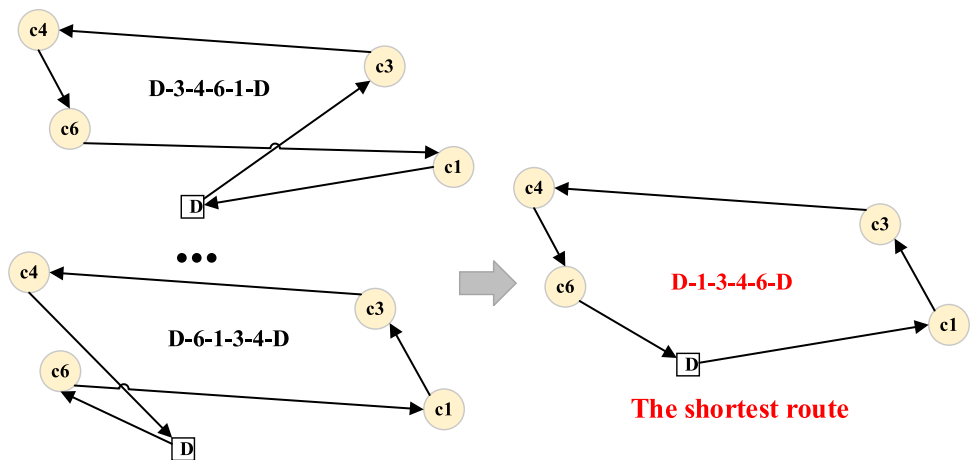 c4
c3
D-3-4-6-1-D
c6
c1
D
•••
c4
c3
D-6-1-3-4-D
c6
c1
D
c4
c3
c6
D-1-3-4-6-D
c1
D
The shortest route